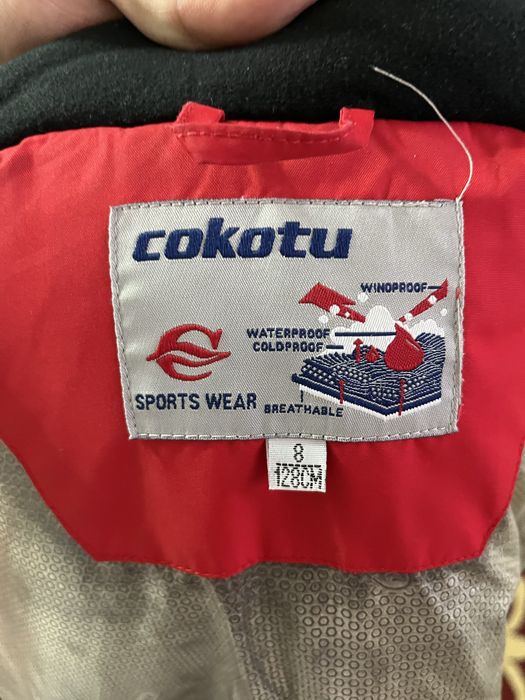 cokotu
WINDPROOF
WATERPROOF
COLDPROOF
SPORTS WEAR
BREATHABLE
8
128CM